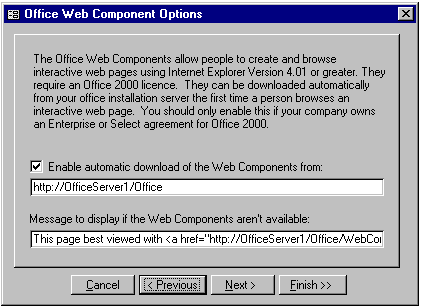 Office Web Component Options
The Office Web Components allow people to create and browse
interactive web pages using Internet Explorer Version 4.01 or greater. They
require an Office 2000 licence.  They can be downloaded automatically
from your office installation server the first time a person browses an
interactive web page.  You should only enable this if your company owns
an Enterprise or Select agreement for Office 2000.
Enable automatic download of the Web Components from:
http://OfficeServer1/Office
Message to display if the Web Components aren't available:
This page best viewed with <a href="http://OfficeServer1/Office/WebCor
Cancel < Previous Next > Finish >>